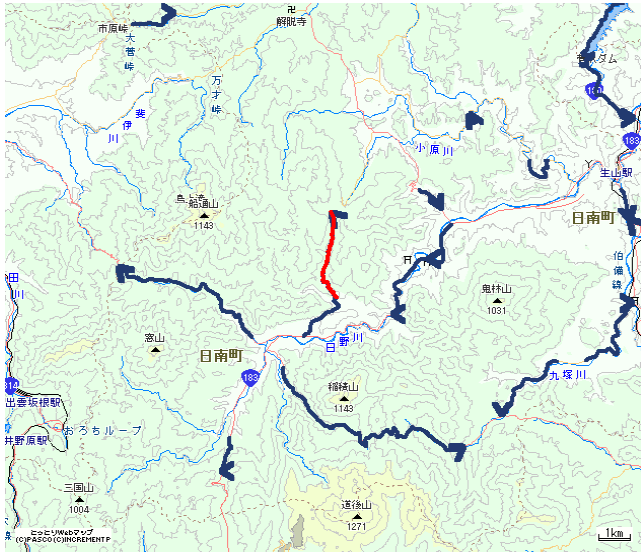 市原峠
大菅峠
卍
解脱寺
万才峠
斐伊川
菅沢ダム
180
小原川
183
生山駅
日南町
船通山
1143
伯備線
鬼林山
1031
窓山
日野川
日南町
183
九塚川
稲積山
1143
314
出雲坂根駅
おろちループ
三井野原駅
三国山
1004
道後山
1271
とっとりWebマップ
(C)PASCO(C)INCREMENTP
1km